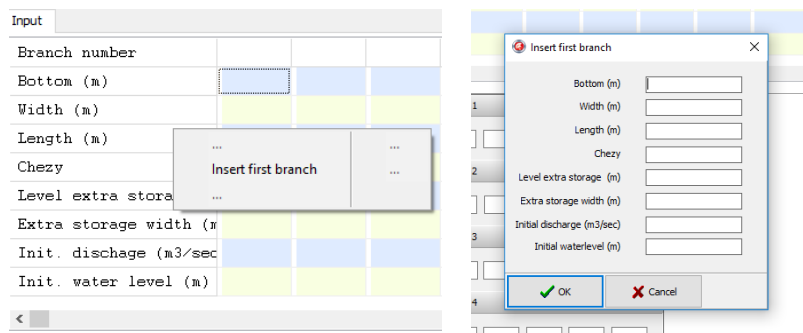 Input
Branch number
Bottom (m)
Width (m)
Length (m)
Chezy
Level extra stora
Extra storage width (m
Init. dischage (m3/sec
Init. water level (m)
... ...
Insert first branch ...
...
Insert first branch
Bottom (m)
Width (m)
Length (m)
Chezy
Level extra storage (m)
Extra storage width (m)
Initial discharge (m3/sec)
Initial waterlevel (m)
OK Cancel
1
2
3
4